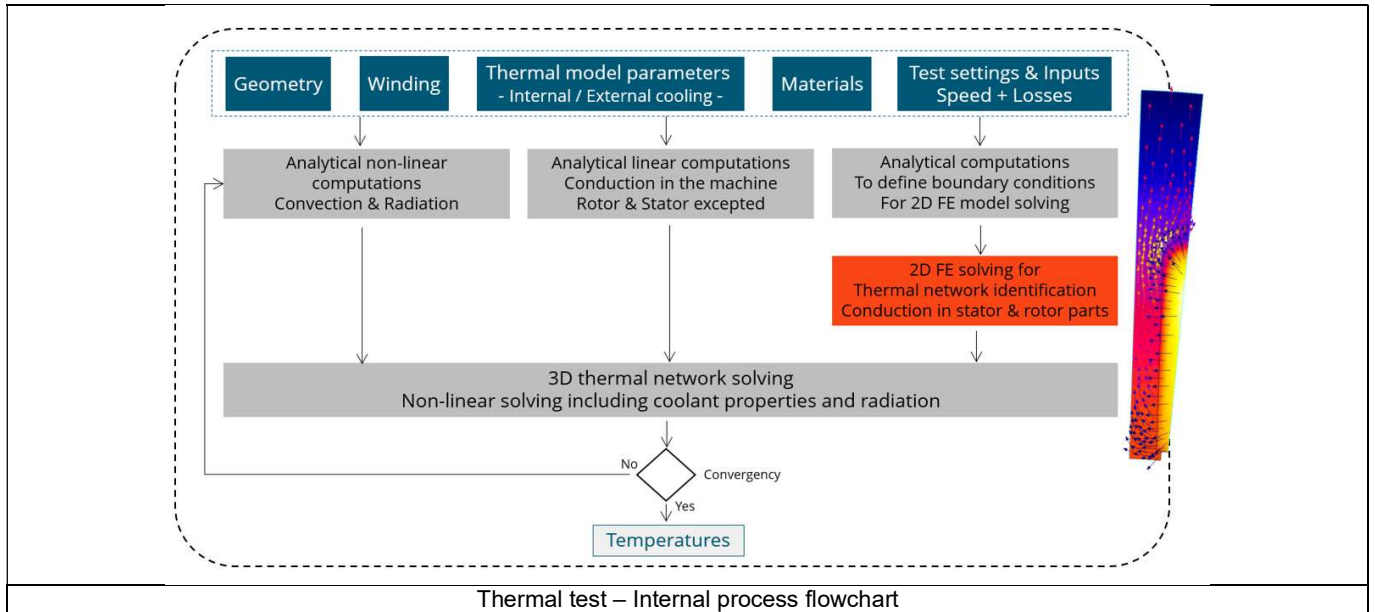 Geometry
Winding
Thermal model parameters
- Internal / External cooling -
Materials
Test settings & Inputs
Speed + Losses
Analytical non-linear
computations
Convection & Radiation
Analytical linear computations
Conduction in the machine
Rotor & Stator excepted
Analytical computations
To define boundary conditions
For 2D FE model solving
2D FE solving for
Thermal network identification
Conduction in stator & rotor parts
3D thermal network solving
Non-linear solving including coolant properties and radiation
No
Convergency
Yes
Temperatures
Thermal test – Internal process flowchart